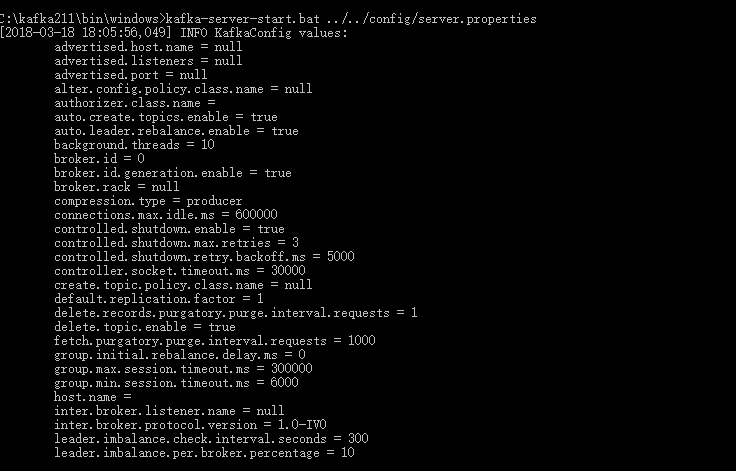 C:\kafka211\bin\windows>kafka-server-start.bat ../../config/server.properties
[2018-03-18 18:05:56,049] INFO KafkaConfig values:
advertised.host.name = null
advertised.listeners = null
advertised.port = null
alter.config.policy.class.name = null
authorizer.class.name =
auto.create.topics.enable = true
auto.leader.rebalance.enable = true
background.threads = 10
broker.id = 0
broker.id.generation.enable = true
broker.rack = null
compression.type = producer
connections.max.idle.ms = 600000
controlled.shutdown.enable = true
controlled.shutdown.max.retries = 3
controlled.shutdown.retry.backoff.ms = 5000
controller.socket.timeout.ms = 30000
create.topic.policy.class.name = null
default.replication.factor = 1
delete.records.purgatory.purge.interval.requests = 1
delete.topic.enable = true
fetch.purgatory.purge.interval.requests = 1000
group.initial.rebalance.delay.ms = 0
group.max.session.timeout.ms = 300000
group.min.session.timeout.ms = 6000
host.name =
inter.broker.listener.name = null
inter.broker.protocol.version = 1.0-IV0
leader.imbalance.check.interval.seconds = 300
leader.imbalance.per.broker.percentage = 10